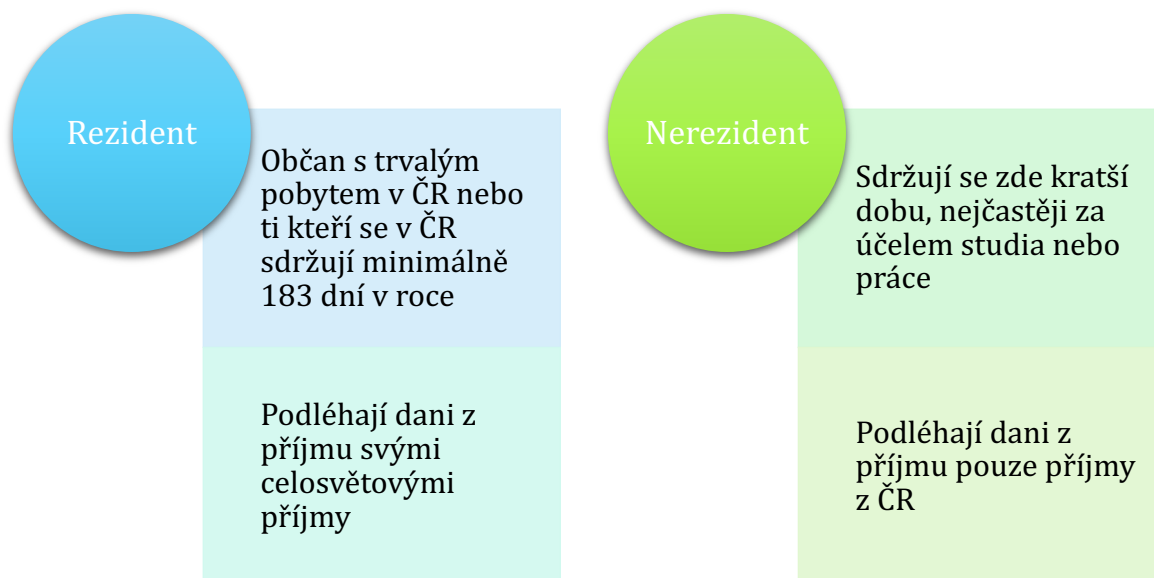 Rezident
Občan s trvalým
pobytem v ČR nebo
ti kteří se v ČR
sdržují minimálně
183 dní v roce
Podléhají dani z
příjmu svými
celosvětovými
příjmy
Nerezident
Sdržují se zde kratší
dobu, nejčastěji za
účelem studia nebo
práce
Podléhají dani z
příjmu pouze příjmy
z ČR